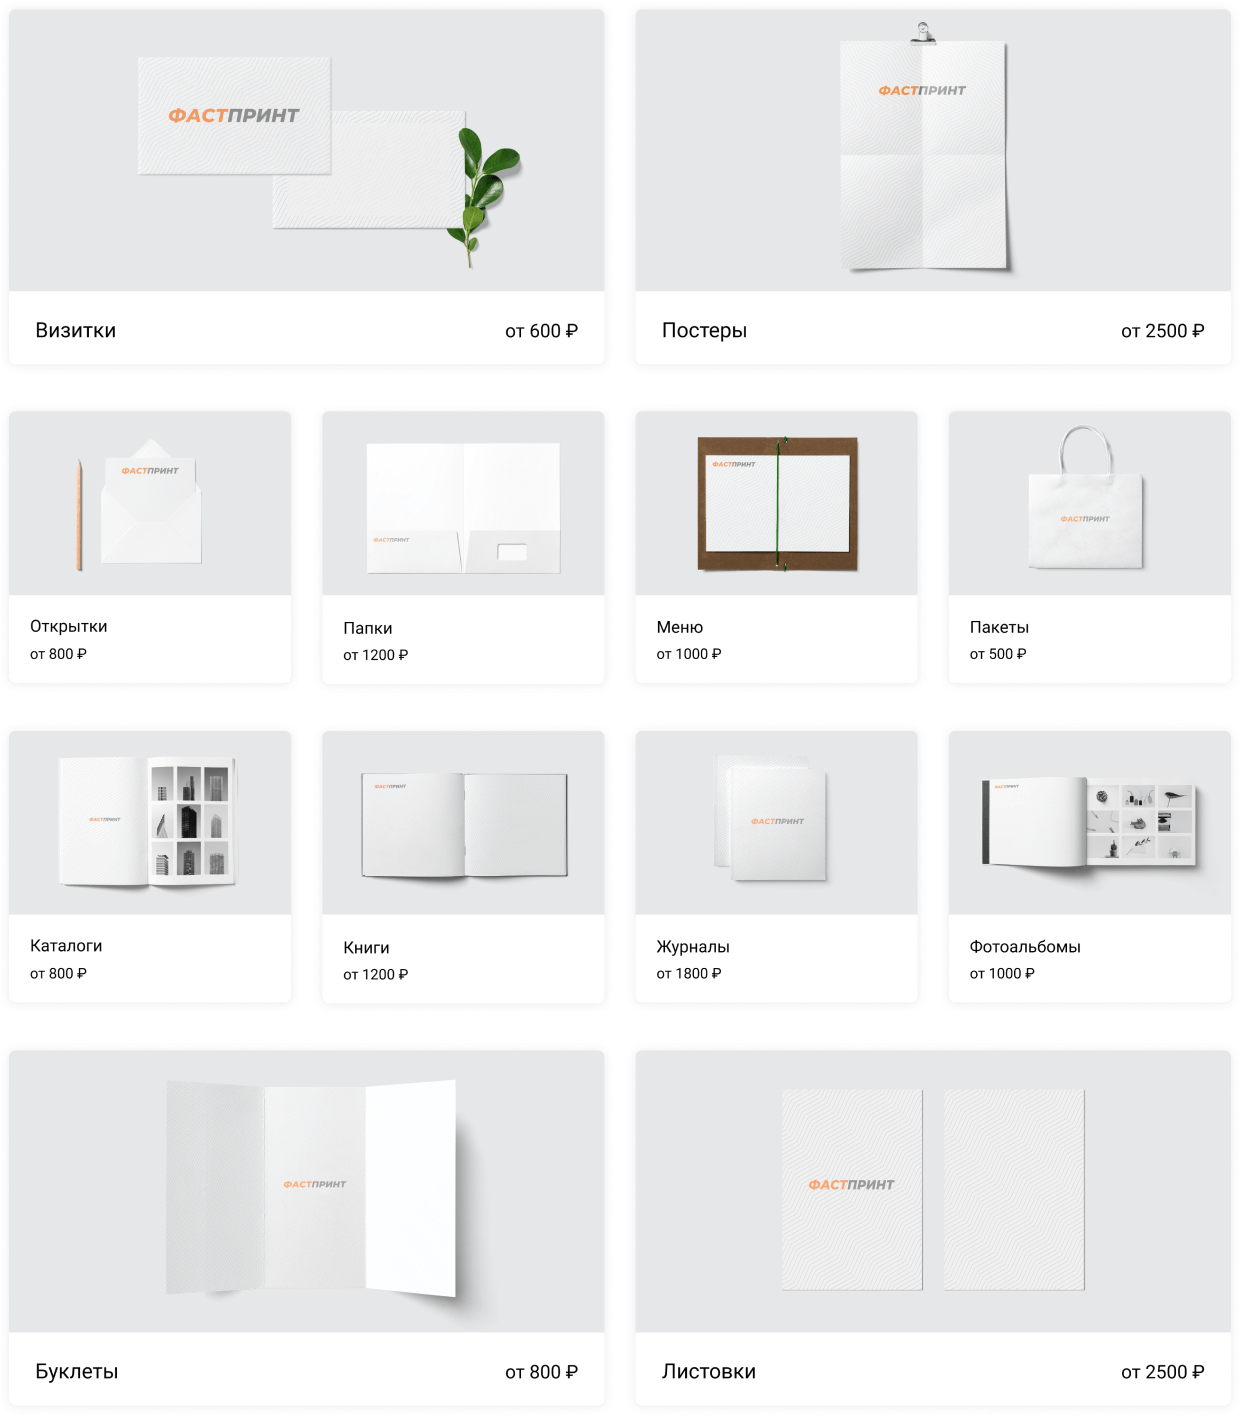 ФАСТПРИНТ
Визитки
от 600 ₽
ФАСТПРИНТ
Постеры
от 2500 ₽
ФАСТПРИНТ
Открытки
от 800 ₽
ФАСТПРИНТ
Папки
от 1200 ₽
ФАСТПРИНТ
Меню
от 1000 ₽
ФАСТПРИНТ
Пакеты
от 500 ₽
ФАСТПРИНТ
Каталоги
от 800 ₽
ФАСТПРИНТ
Книги
от 1200 ₽
ФАСТПРИНТ
Журналы
от 1800 ₽
ФАСТПРИНТ
Фотоальбомы
от 1000 ₽
ФАСТПРИНТ
Буклеты
от 800 ₽
ФАСТПРИНТ
Листовки
от 2500 ₽